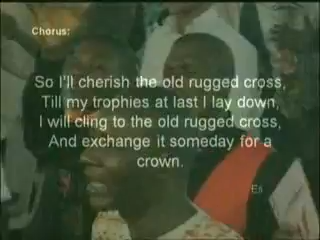 Chorus:
So I'll cherish the old rugged cross,
Till my trophies at last I lay down,
I will cling to the old rugged cross,
And exchange it someday for a
crown.